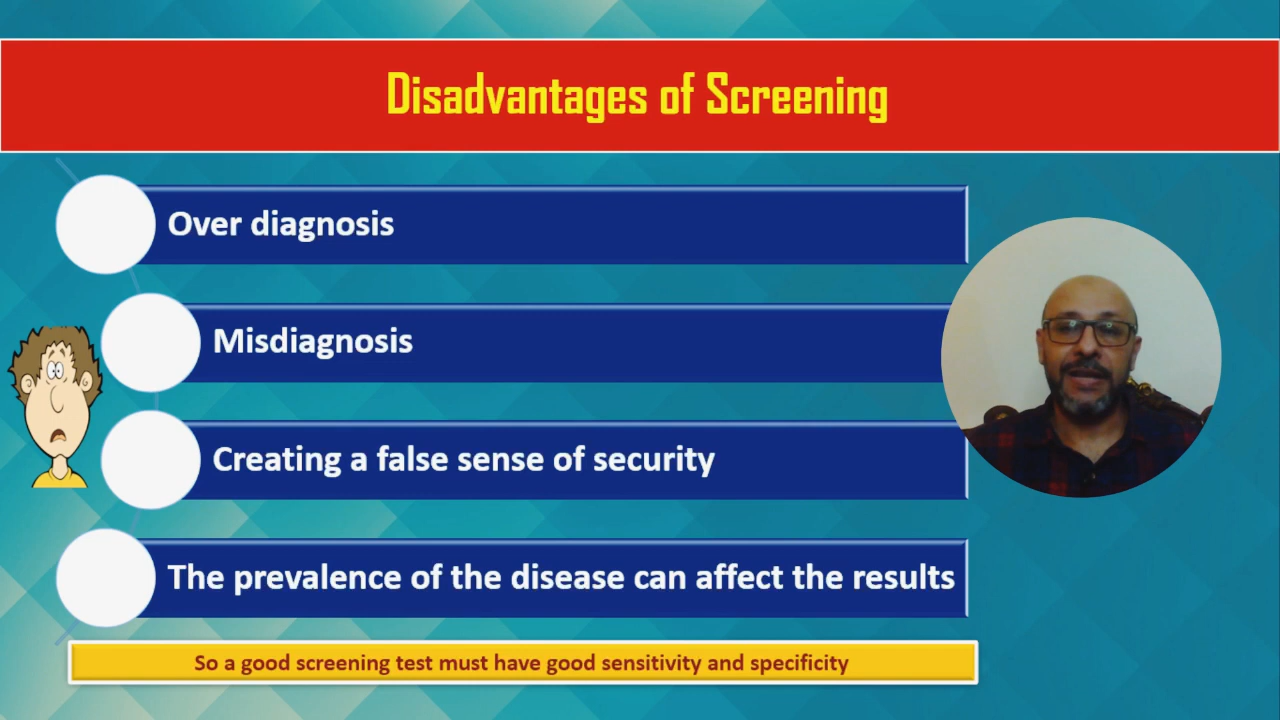 Disadvantages of Screening
Over diagnosis
Misdiagnosis
Creating a false sense of security
The prevalence of the disease can affect the results
So a good screening test must have good sensitivity and specificity